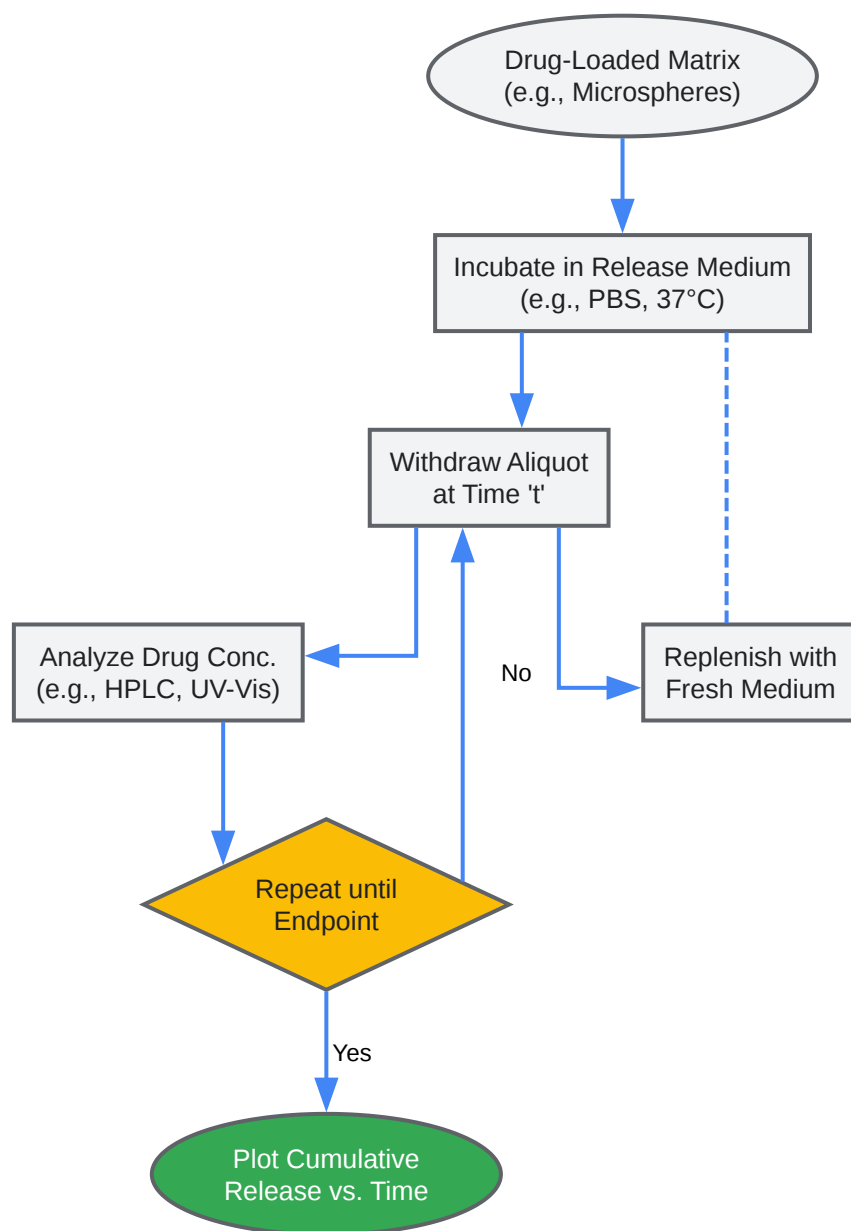 Drug-Loaded Matrix
(e.g., Microspheres)
Incubate in Release Medium
(e.g., PBS, 37°C)
Withdraw Aliquot
at Time 't'
Analyze Drug Conc.
(e.g., HPLC, UV-Vis)
No
Replenish with
Fresh Medium
Repeat until
Endpoint
Yes
Plot Cumulative
Release vs. Time